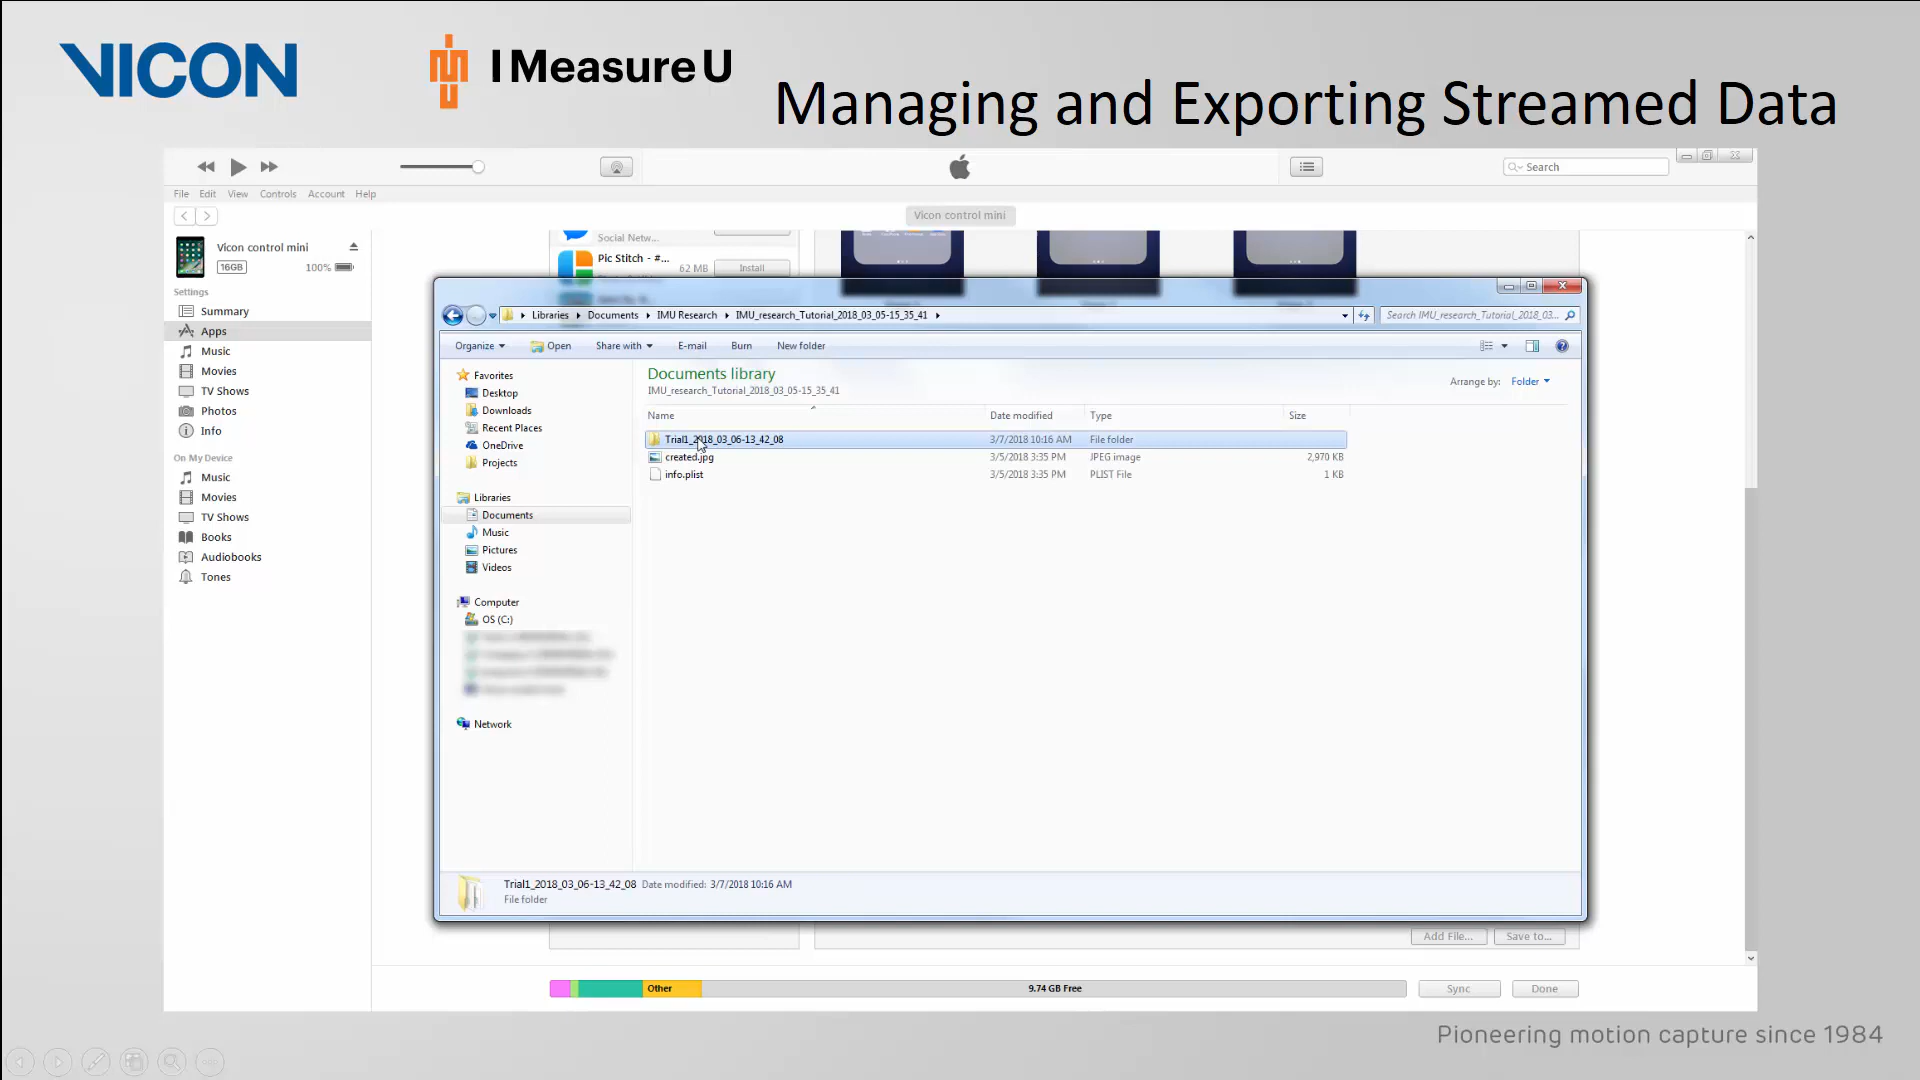 VICON
I Measure U
Managing and Exporting Streamed Data
Search
File Edit View Controls Account Help
Vicon control mini
Vicon control mini
16GB 100%
Settings
Summary
Apps
Music
Movies
TV Shows
Photos
Info
On My Device
Music
Movies
TV Shows
Books
Audiobooks
Tones
Social Netw...
Pic Stitch - #...
62 MB Install
Libraries Documents IMU Research IMU_research_Tutorial_2018_03_05-15_35_41
Search IMU_research_Tutorial_2018_03...
Organize Open Share with E-mail Burn New folder
Favorites
Desktop
Downloads
Recent Places
OneDrive
Projects
Libraries
Documents
Music
Pictures
Videos
Computer
OS (C:)
Network
Documents library
IMU_research_Tutorial_2018_03_05-15_35_41
Arrange by: Folder
Name Date modified Type Size
Trial1_2018_03_06-13_42_08 3/7/2018 10:16 AM File folder
created.jpg 3/5/2018 3:35 PM JPEG image 2,970 KB
info.plist 3/5/2018 3:35 PM PLIST File 1 KB
Trial1_2018_03_06-13_42_08 Date modified: 3/7/2018 10:16 AM
File folder
Add File... Save to...
Other 9.74 GB Free Sync Done
Pioneering motion capture since 1984